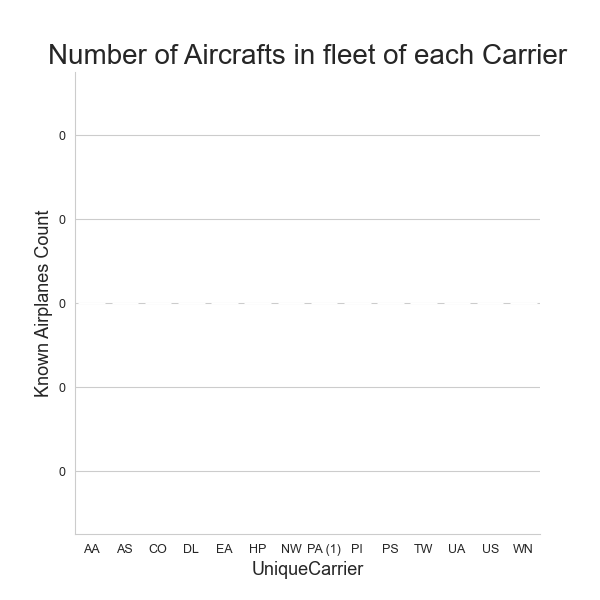 Number of Aircrafts in fleet of each Carrier
Known Airplanes Count
0
0
0
0
0
AA AS CO DL EA HP NW PA (1) PI PS TW UA US WN
UniqueCarrier